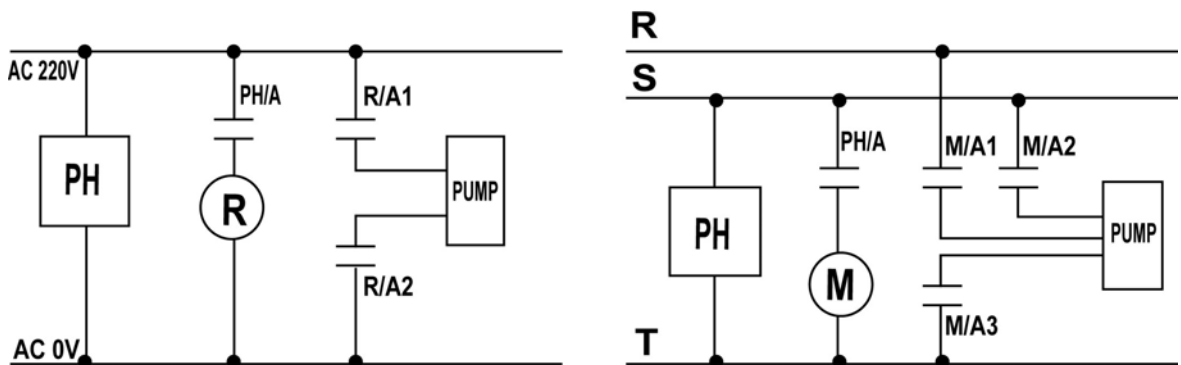 AC 220V
PH/A
R/A1
PH
R
PUMP
R/A2
AC 0V
R
S
PH/A
M/A1
M/A2
PH
PUMP
M
M/A3
T